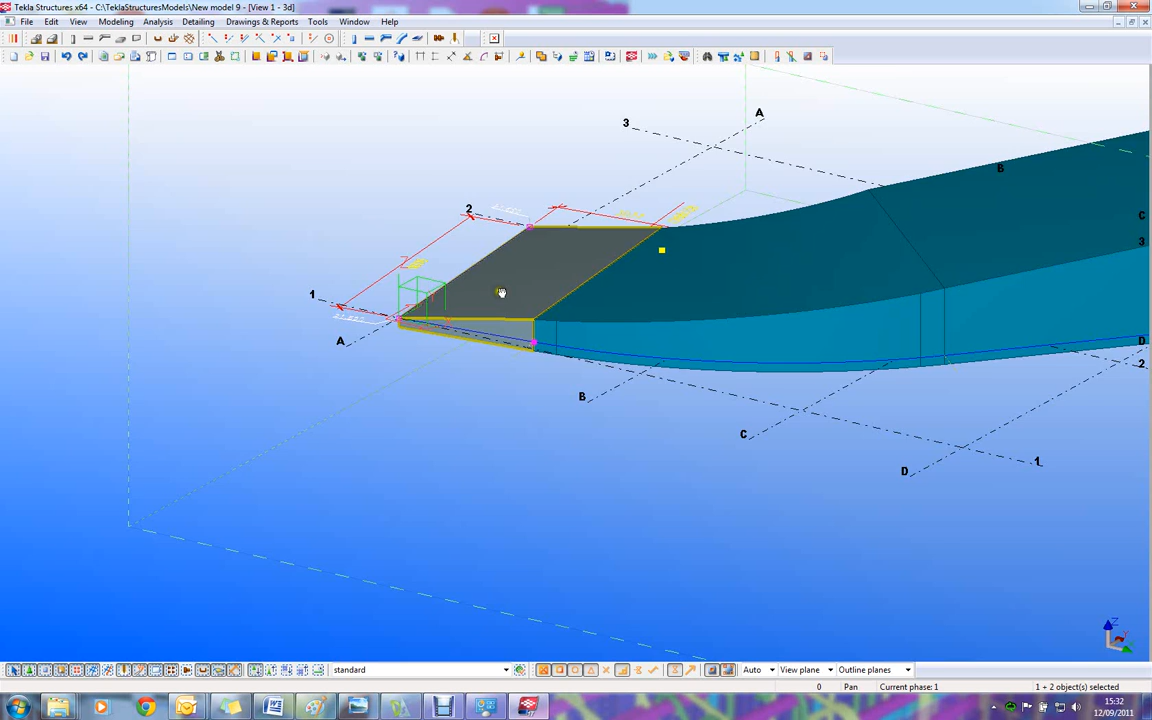 Tekla Structures x64 - C:\TeklaStructuresModels\New model 9 - [View 1 - 3d]
File Edit View Modeling Analysis Detailing Drawings & Reports Tools Window Help
A
3
B
2
C
3
1
A
D
2
B
C
1
D
Z
standard
Auto View plane Outline planes
0 Pan Current phase: 1 1 + 2 object(s) selected
15:32
12/09/2011